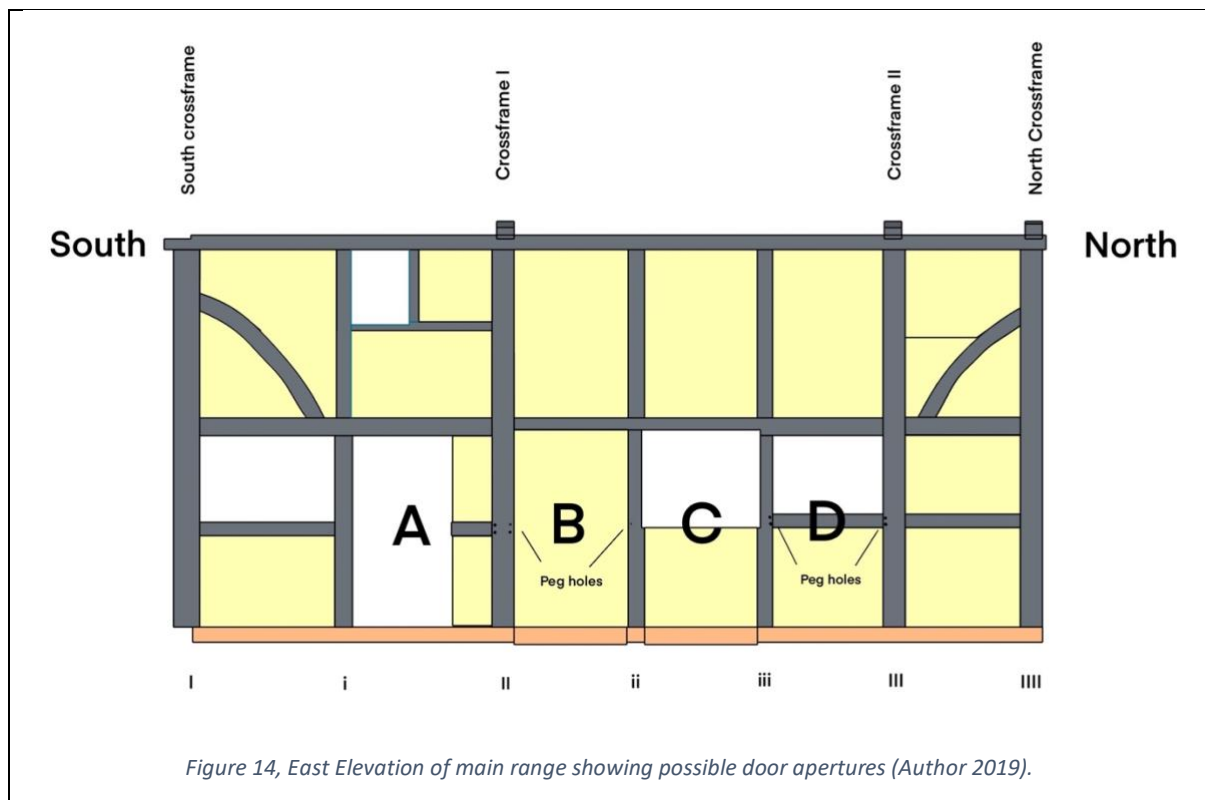 South crossframe
Crossframe I
Crossframe II
North Crossframe
South
North
A
B
C
D
Peg holes
Peg holes
I
i
II
ii
iii
III
IIII
Figure 14, East Elevation of main range showing possible door apertures (Author 2019).